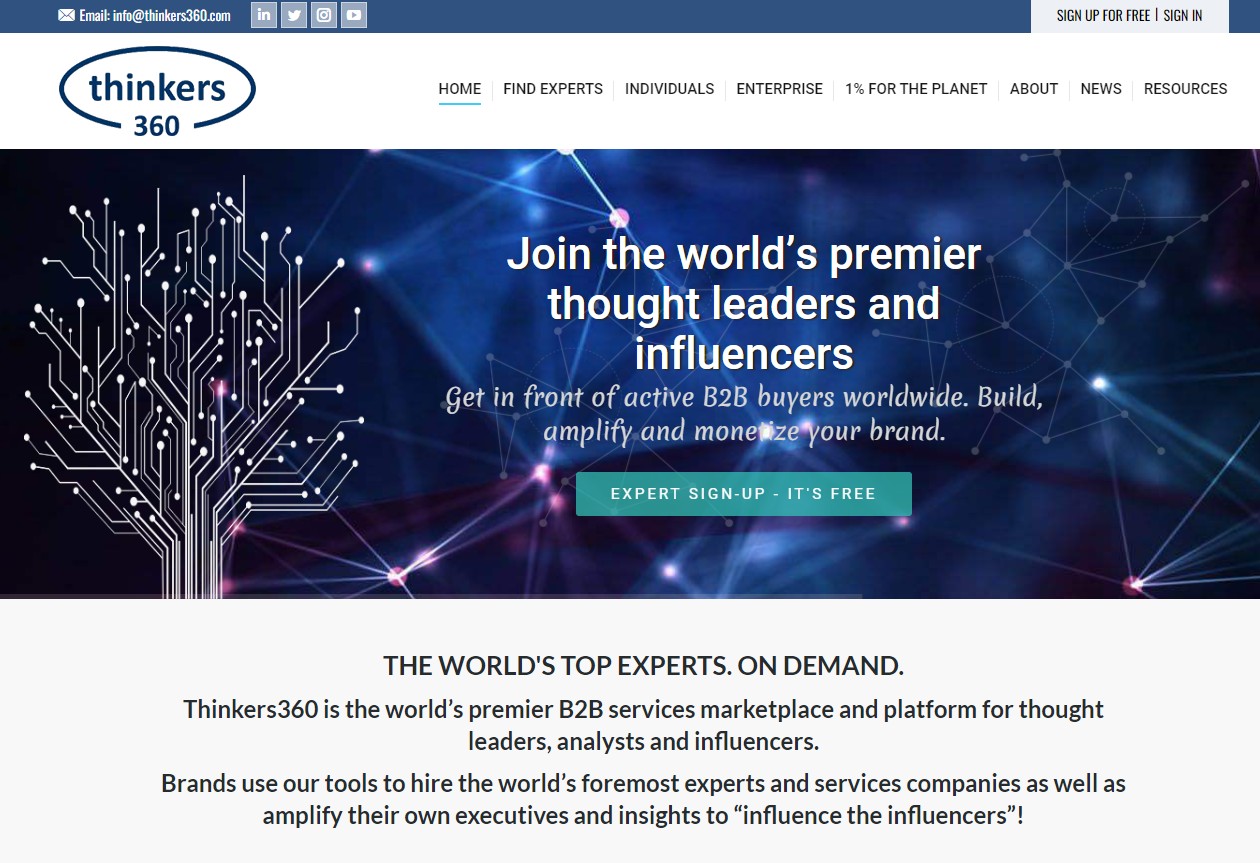 Email: info@thinkers360.com
SIGN UP FOR FREE | SIGN IN
thinkers
360
HOME
FIND EXPERTS
INDIVIDUALS
ENTERPRISE
1% FOR THE PLANET
ABOUT
NEWS
RESOURCES
Join the world’s premier
thought leaders and
influencers
Get in front of active B2B buyers worldwide. Build,
amplify and monetize your brand.
EXPERT SIGN-UP - IT'S FREE
THE WORLD'S TOP EXPERTS. ON DEMAND.
Thinkers360 is the world’s premier B2B services marketplace and platform for thought
leaders, analysts and influencers.
Brands use our tools to hire the world’s foremost experts and services companies as well as
amplify their own executives and insights to “influence the influencers”!